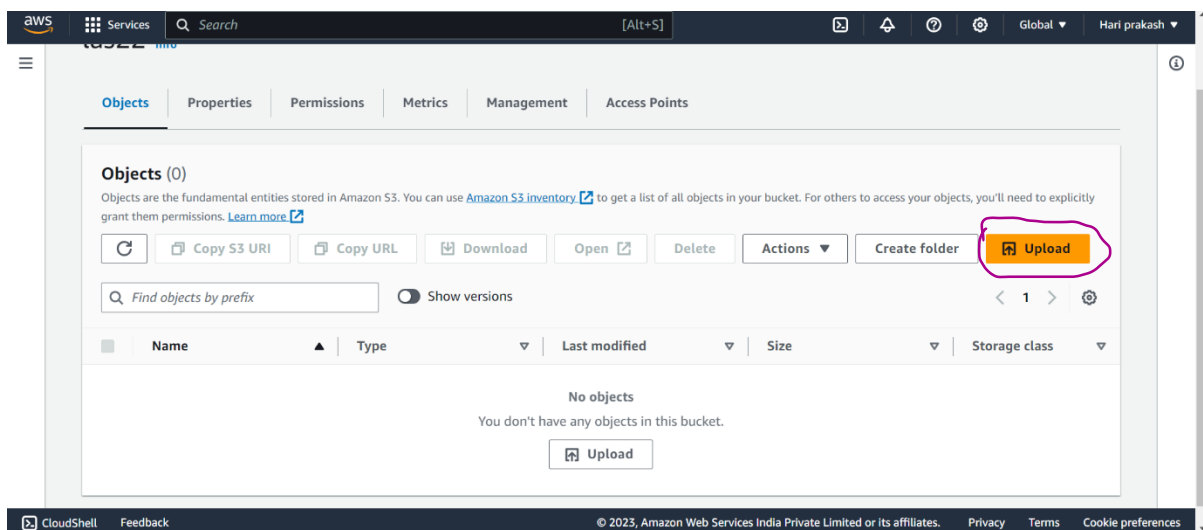 aws Services Search [Alt+S] Global Hari prakash
Info
Objects Properties Permissions Metrics Management Access Points
Objects (0)
Objects are the fundamental entities stored in Amazon S3. You can use Amazon S3 inventory to get a list of all objects in your bucket. For others to access your objects, you'll need to explicitly
grant them permissions. Learn more
Copy S3 URI Copy URL Download Open Delete Actions Create folder Upload
Find objects by prefix Show versions 1
Name Type Last modified Size Storage class
No objects
You don't have any objects in this bucket.
Upload
CloudShell Feedback © 2023, Amazon Web Services India Private Limited or its affiliates. Privacy Terms Cookie preferences